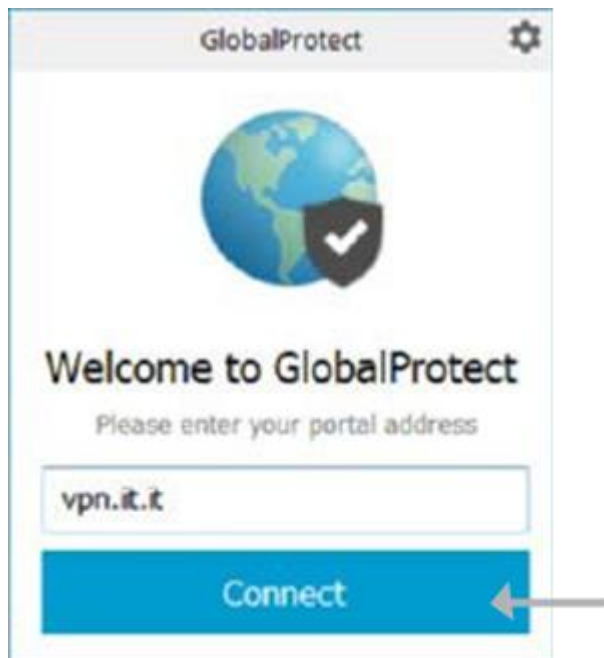 GlobalProtect
Welcome to GlobalProtect
Please enter your portal address
vpn.it.it
Connect